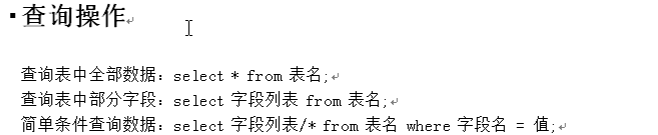 查询操作
查询表中全部数据：select * from 表名;
查询表中部分字段：select 字段列表 from 表名;
简单条件查询数据：select 字段列表/* from 表名 where 字段名 = 值;